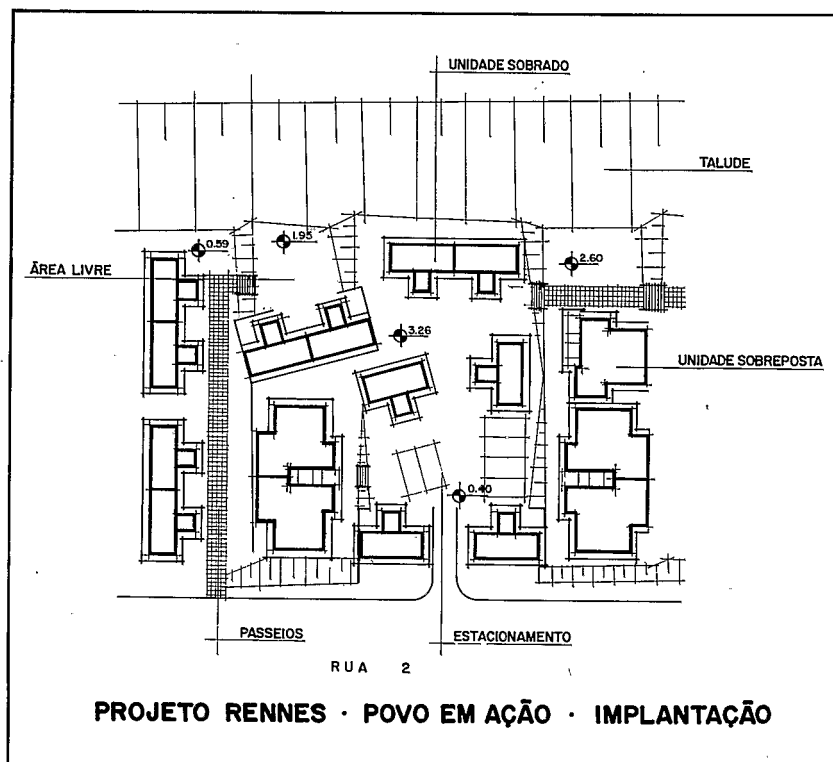 UNIDADE SOBRADO
TALUDE
0.59
1.95
2.60
ÁREA LIVRE
3.26
UNIDADE SOBREPOSTA
0.40
PASSEIOS
ESTACIONAMENTO
RUA 2
PROJETO RENNES · POVO EM AÇÃO · IMPLANTAÇÃO